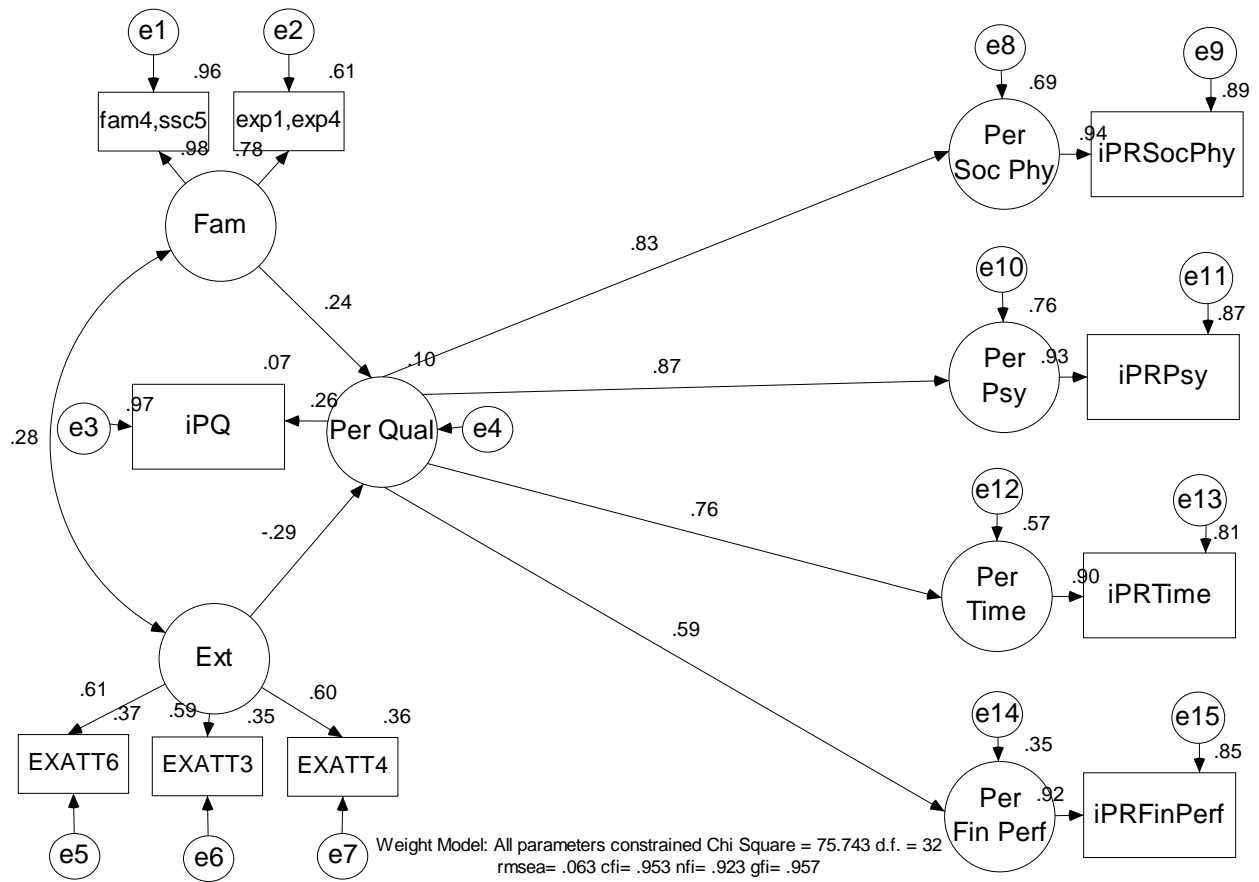 e1
e2
.96
.61
fam4,ssc5
exp1,exp4
.98
.78
Fam
e8
e9
.69
.89
Per
Soc Phy
.94
iPRSocPhy
.83
.24
e10
e11
.76
.87
Per
Psy
.93
iPRPsy
.87
.07
.10
.97
.26
e3
iPQ
Per Qual
e4
.28
-.29
.76
e12
e13
.57
.81
Per
Time
.90
iPRTime
.59
Ext
.61
.37
.59
.35
.60
.36
EXATT6
EXATT3
EXATT4
e5
e6
e7
e14
e15
.35
.85
Per
Fin Perf
.92
iPRFinPerf
Weight Model: All parameters constrained Chi Square = 75.743 d.f. = 32
rmsea= .063 cfi= .953 nfi= .923 gfi= .957